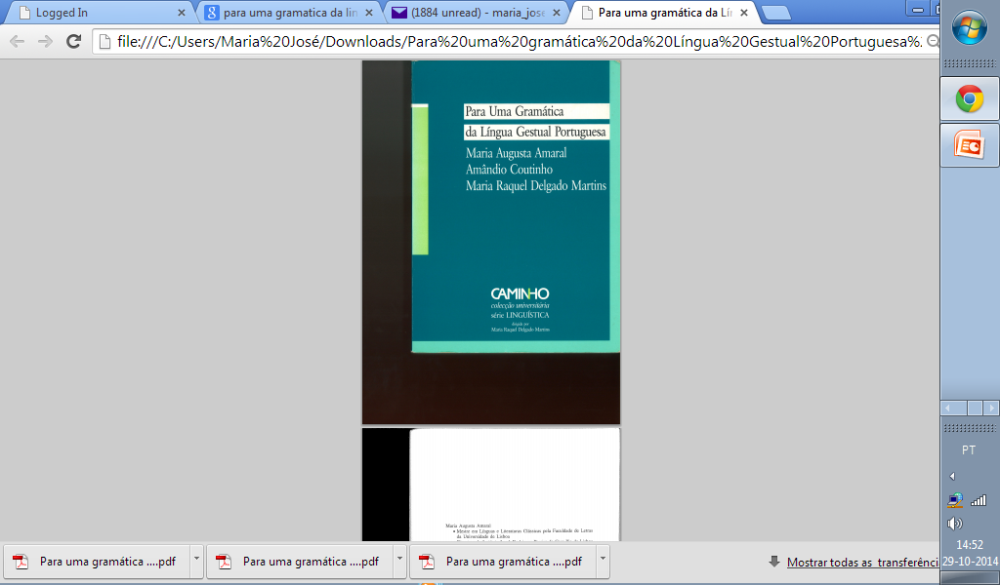 Logged In
para uma gramatica da lin
(1884 unread) - maria_jose
Para uma gramática da Lín
file:///C:/Users/Maria%20José/Downloads/Para%20uma%20gramática%20da%20Língua%20Gestual%20Portuguesa%.
Para Uma Gramática
da Língua Gestual Portuguesa
Maria Augusta Amaral
Amândio Coutinho
Maria Raquel Delgado Martins
CAMINHO
colecção universitária
série LINGUÍSTICA
dirigida por
Maria Raquel Delgado Martins
Maria Augusta Amaral
• Mestre em Línguas e Literaturas Clássicas pela Faculdade de Letras
da Universidade de Lisboa
Para uma gramática ....pdf
Para uma gramática ....pdf
Para uma gramática ....pdf
Mostrar todas as transferênci
PT
14:52
29-10-2014